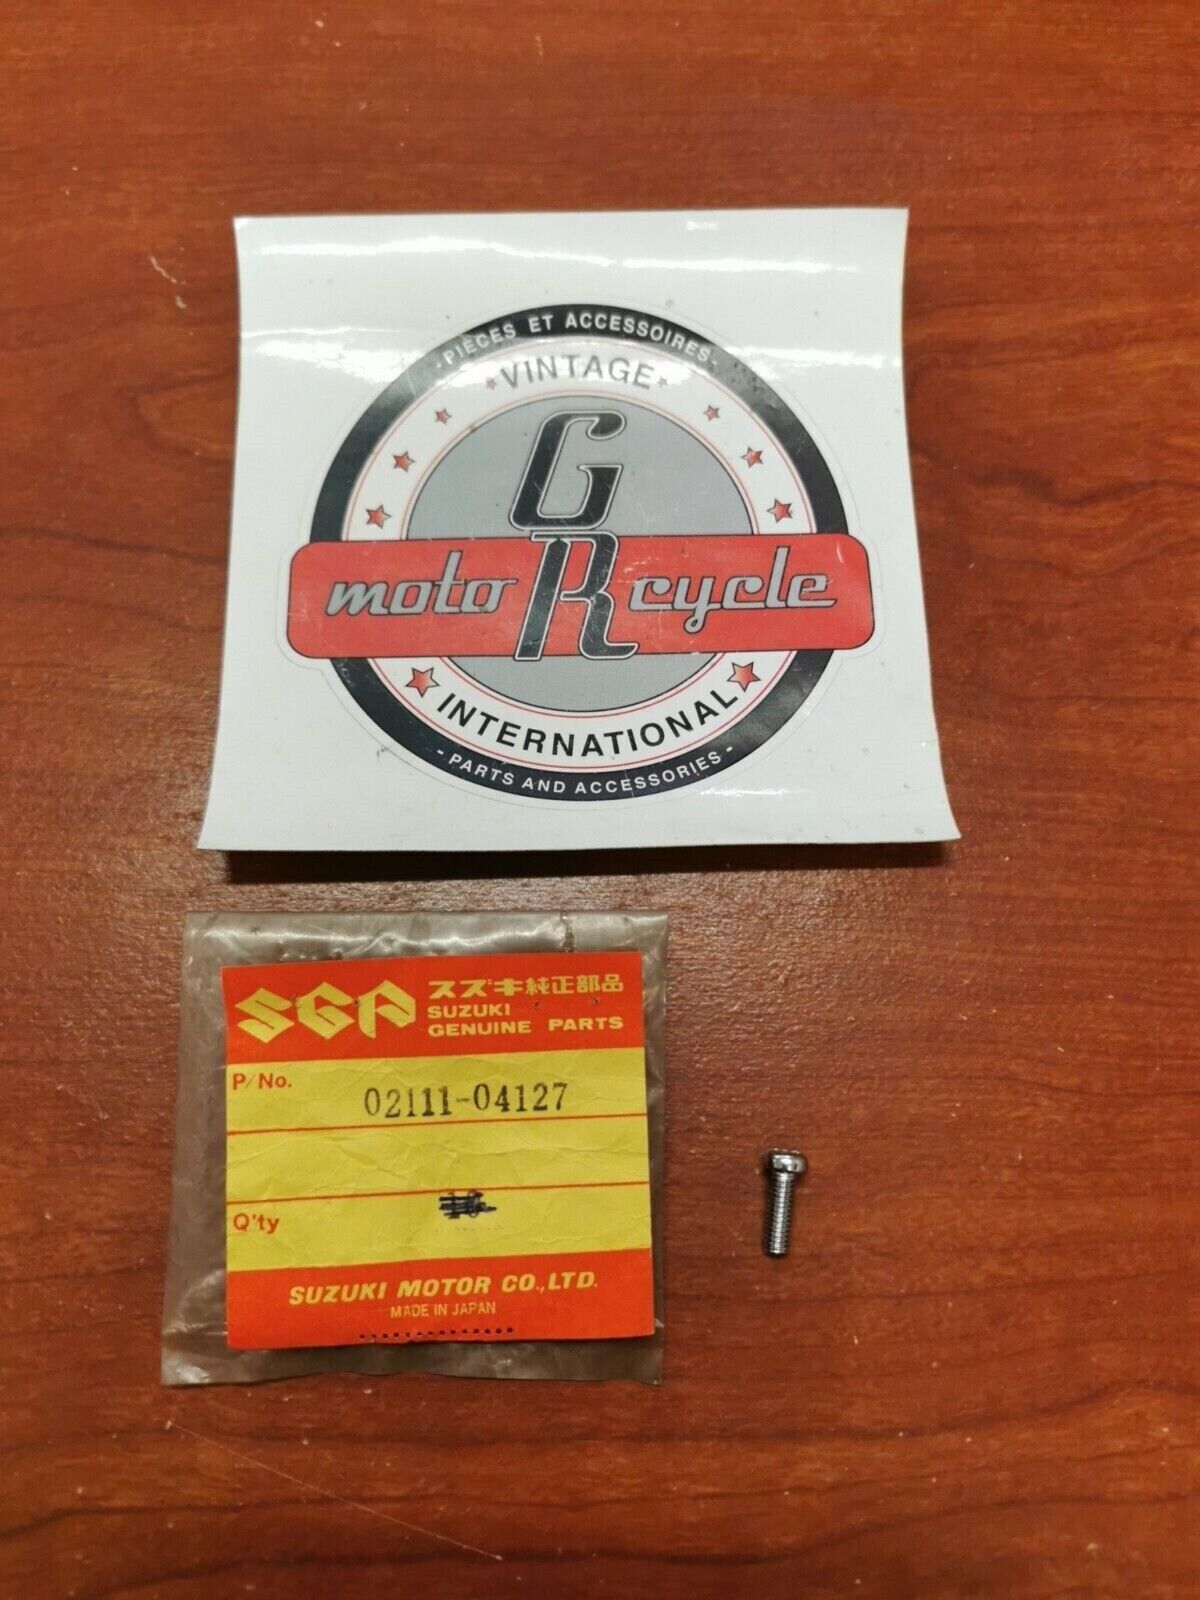 -PIÈCES ET ACCESSOIRES-
VINTAGE
GR
moto cycle
INTERNATIONAL
- PARTS AND ACCESSORIES -
SGP
スズキ純正部品
SUZUKI
GENUINE PARTS
P/No.
02111-04127
Q'ty
SUZUKI MOTOR CO.,LTD.
MADE IN JAPAN